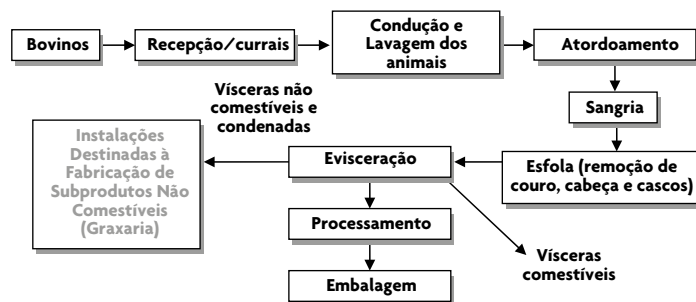 Bovinos
Recepção/currais
Condução e
Lavagem dos
animais
Atordoamento
Sangria
Esfola (remoção de
couro, cabeça e cascos)
Evisceração
Vísceras não
comestíveis e
condenadas
Instalações
Destinadas à
Fabricação de
Subprodutos Não
Comestíveis
(Graxaria)
Processamento
Vísceras
comestíveis
Embalagem